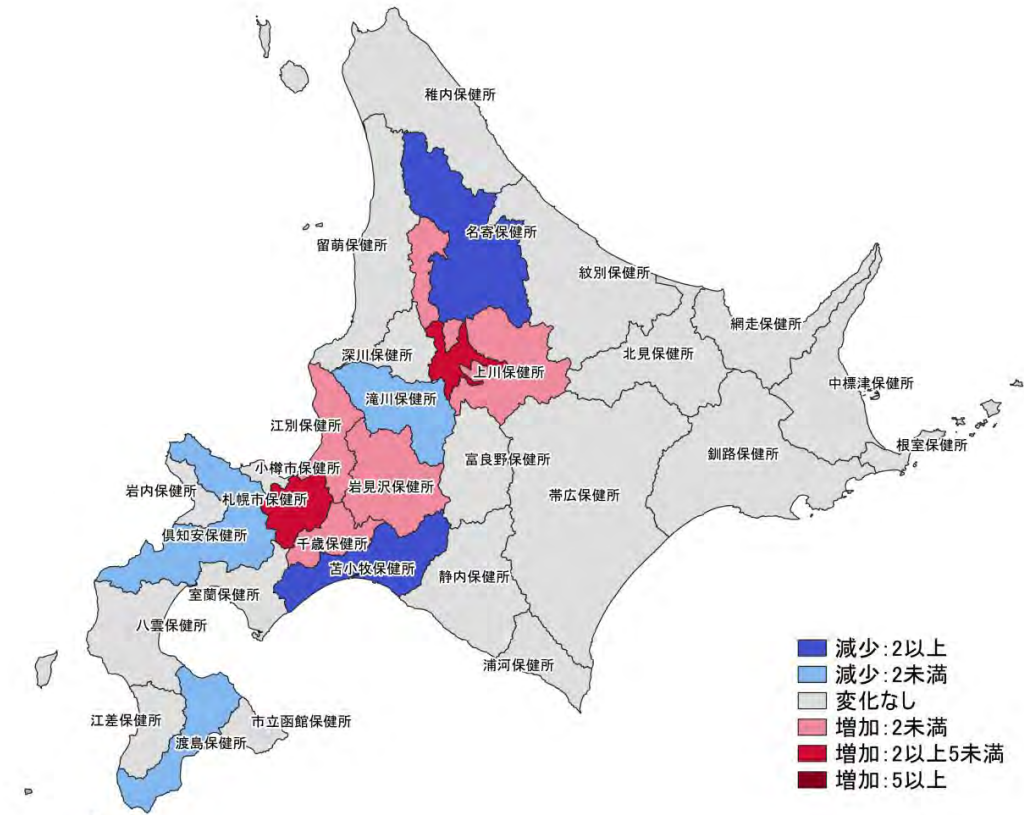 稚内保健所
名寄保健所
留萌保健所
紋別保健所
網走保健所
北見保健所
深川保健所
上川保健所
中標津保健所
滝川保健所
江別保健所
根室保健所
釧路保健所
富良野保健所
小樽市保健所
岩見沢保健所
岩内保健所
札幌市保健所
帯広保健所
倶知安保健所
千歳保健所
苫小牧保健所
静内保健所
室蘭保健所
八雲保健所
浦河保健所
江差保健所
市立函館保健所
渡島保健所
減少:2以上
減少:2未満
変化なし
増加:2未満
増加:2以上5未満
増加:5以上